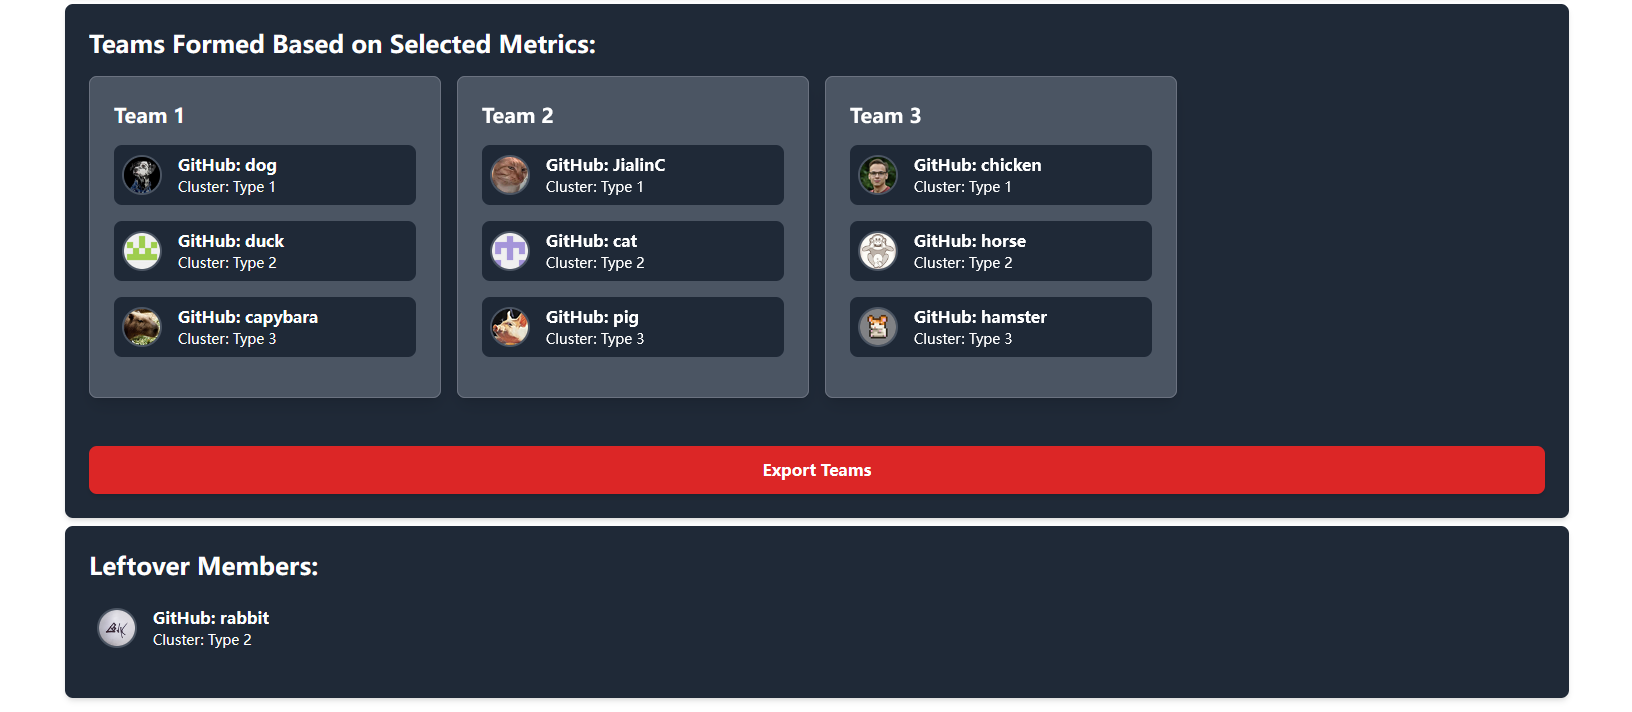 Teams Formed Based on Selected Metrics:
Team 1
GitHub: dog
Cluster: Type 1
GitHub: duck
Cluster: Type 2
GitHub: capybara
Cluster: Type 3
Team 2
GitHub: JialinC
Cluster: Type 1
GitHub: cat
Cluster: Type 2
GitHub: pig
Cluster: Type 3
Team 3
GitHub: chicken
Cluster: Type 1
GitHub: horse
Cluster: Type 2
GitHub: hamster
Cluster: Type 3
Export Teams
Leftover Members:
GitHub: rabbit
Cluster: Type 2